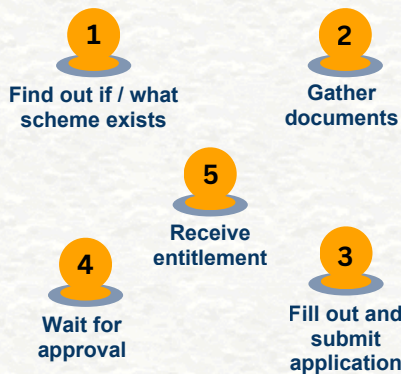 1
Find out if / what
scheme exists
2
Gather
documents
5
Receive
entitlement
4
Wait for
approval
3
Fill out and
submit
application